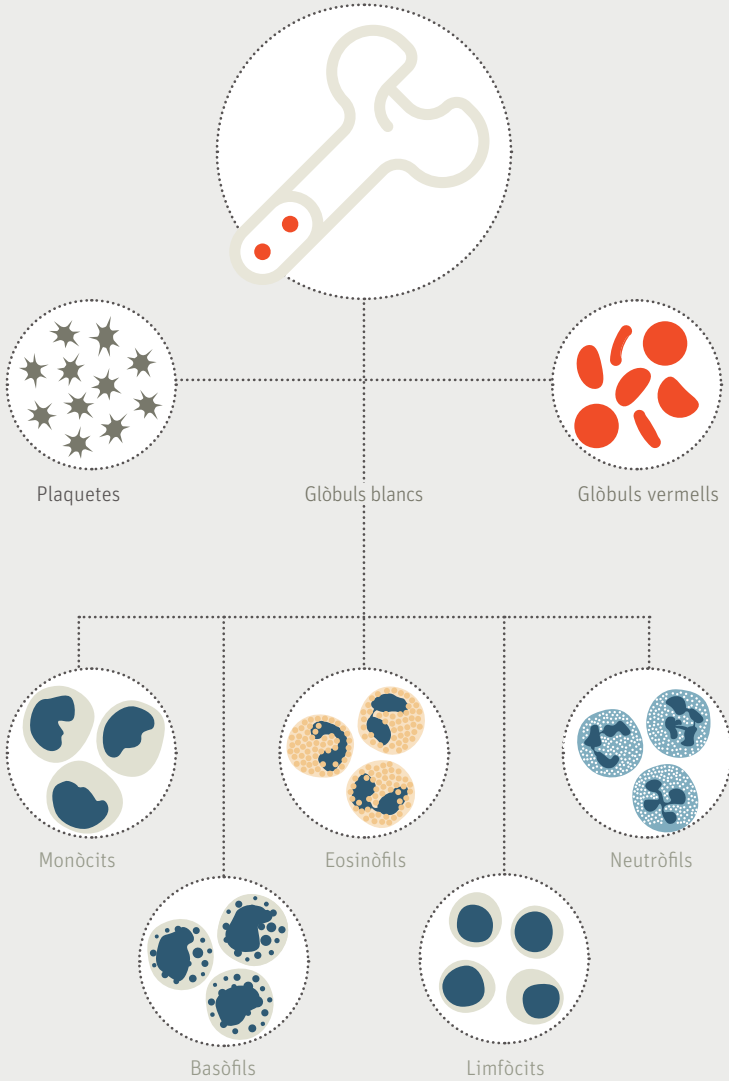 Plaquetes
Glòbuls blancs
Glòbuls vermells
Monòcits
Eosinòfils
Neutròfils
Basòfils
Limfòcits